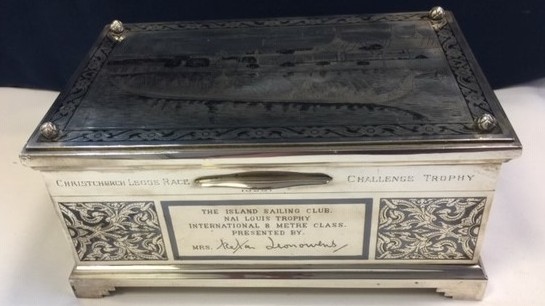 CHRISTCHURCH LEDGE RACE CHALLENGE TROPHY
THE ISLAND SAILING CLUB.
NAI LOUIS TROPHY
INTERNATIONAL 8 METRE CLASS.
PRESENTED BY.
MRS. Leonowens